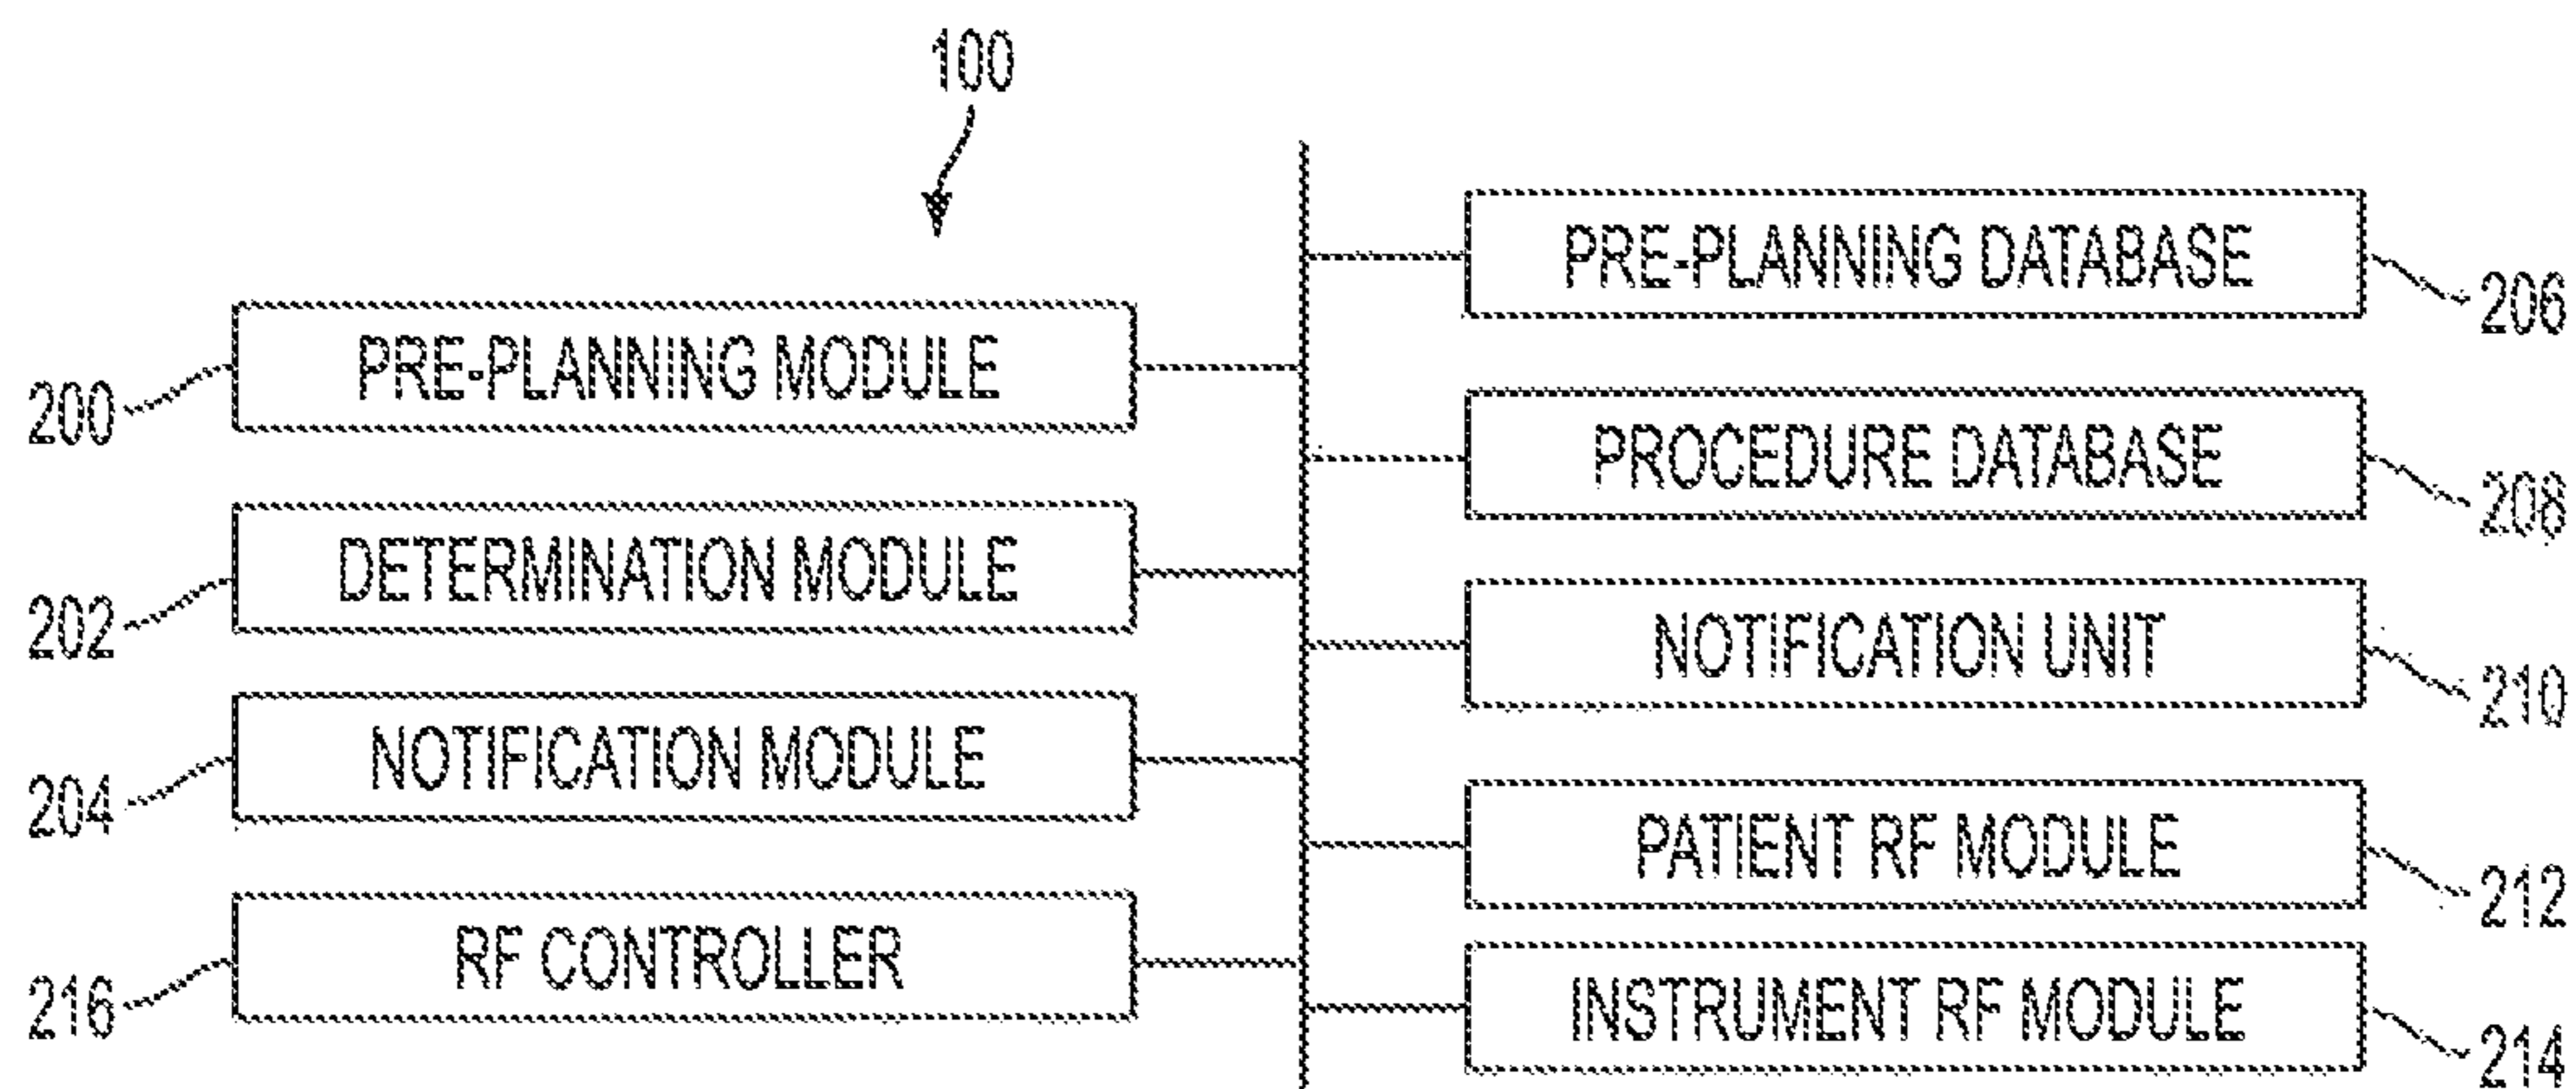 100
PRE-PLANNING MODULE
200
DETERMINATION MODULE
202
NOTIFICATION MODULE
204
RF CONTROLLER
216
PRE-PLANNING DATABASE
206
PROCEDURE DATABASE
208
NOTIFICATION UNIT
210
PATIENT RF MODULE
212
INSTRUMENT RF MODULE
214